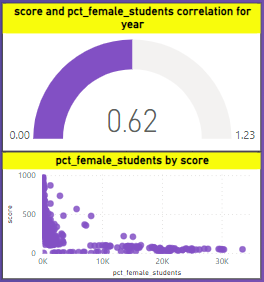 score and pct_female_students correlation for
year
0.62
0.00
1.23
pct_female_students by score
1000
500
0
score
0K
10K
20K
30K
pct_female_students